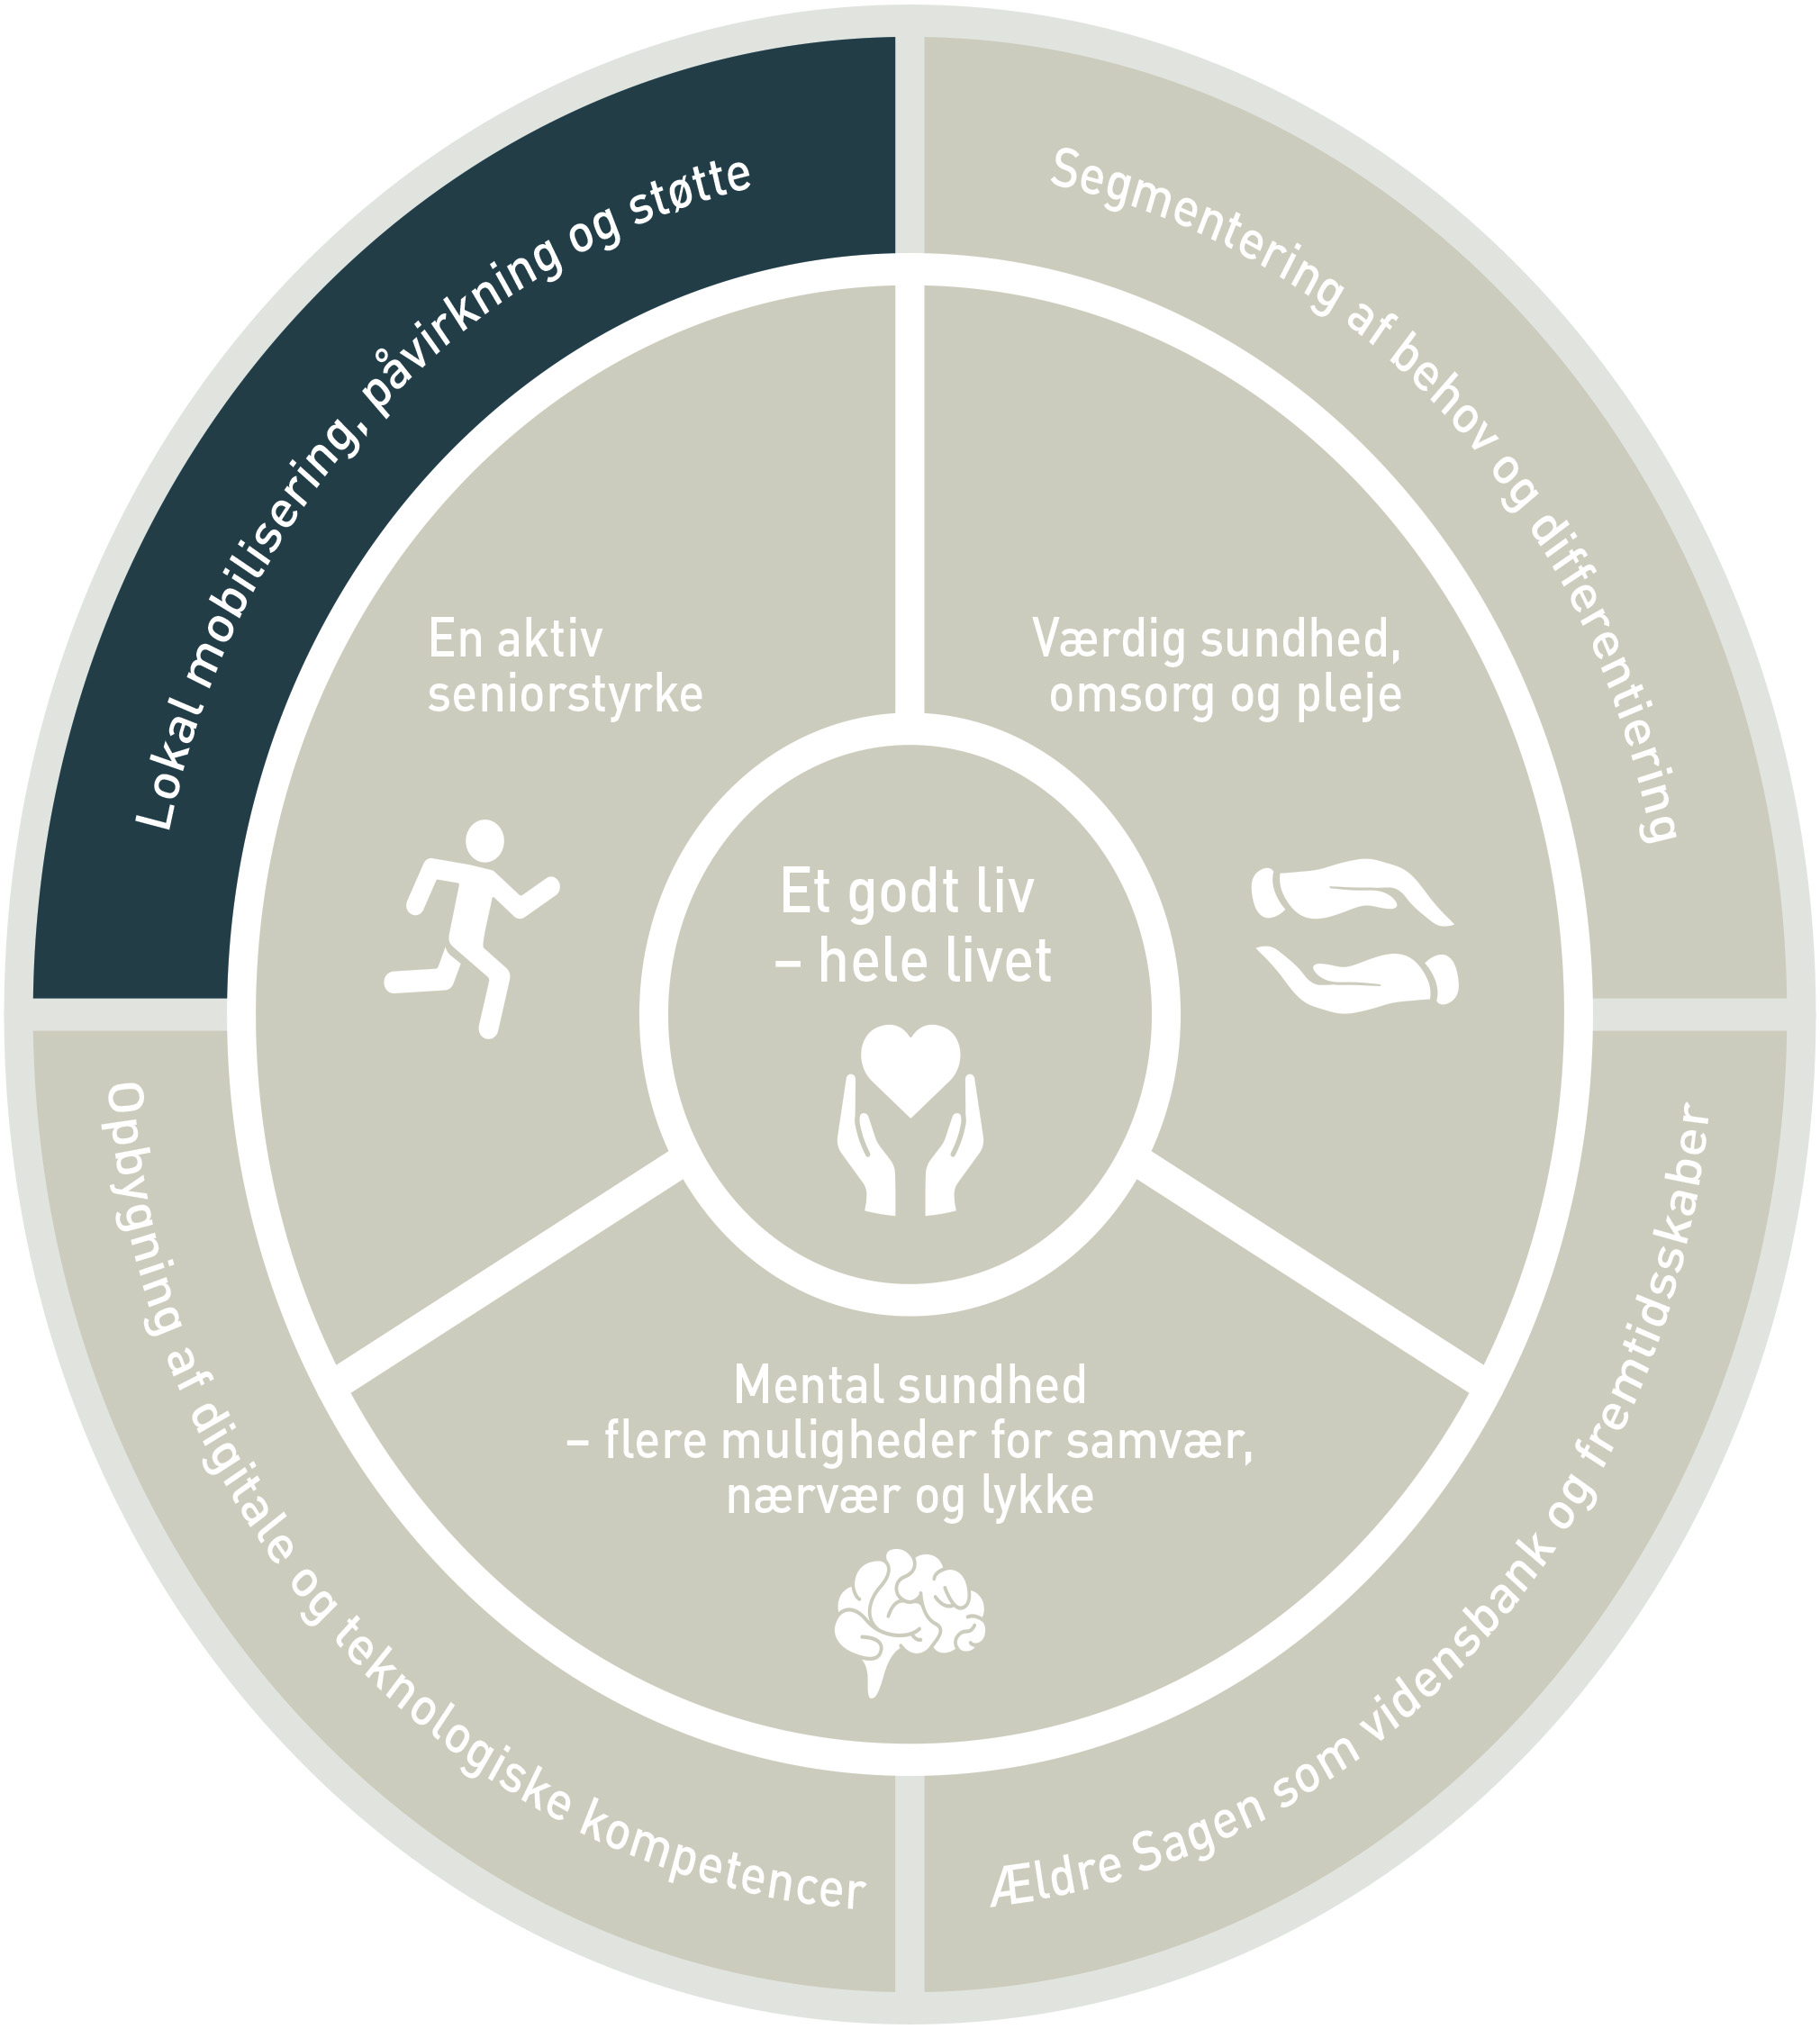 Lokal mobilisering, påvirkning og støtte
Segmentering af behov og differentiering
En aktiv
seniorstyrke
Værdig sundhed,
omsorg og pleje
Et godt liv
– hele livet
Mental sundhed
– flere muligheder for samvær,
nærvær og lykke
Opbygning af digitale og teknologiske kompetencer
Ældre Sagen som vidensbank og fremtidsskaber